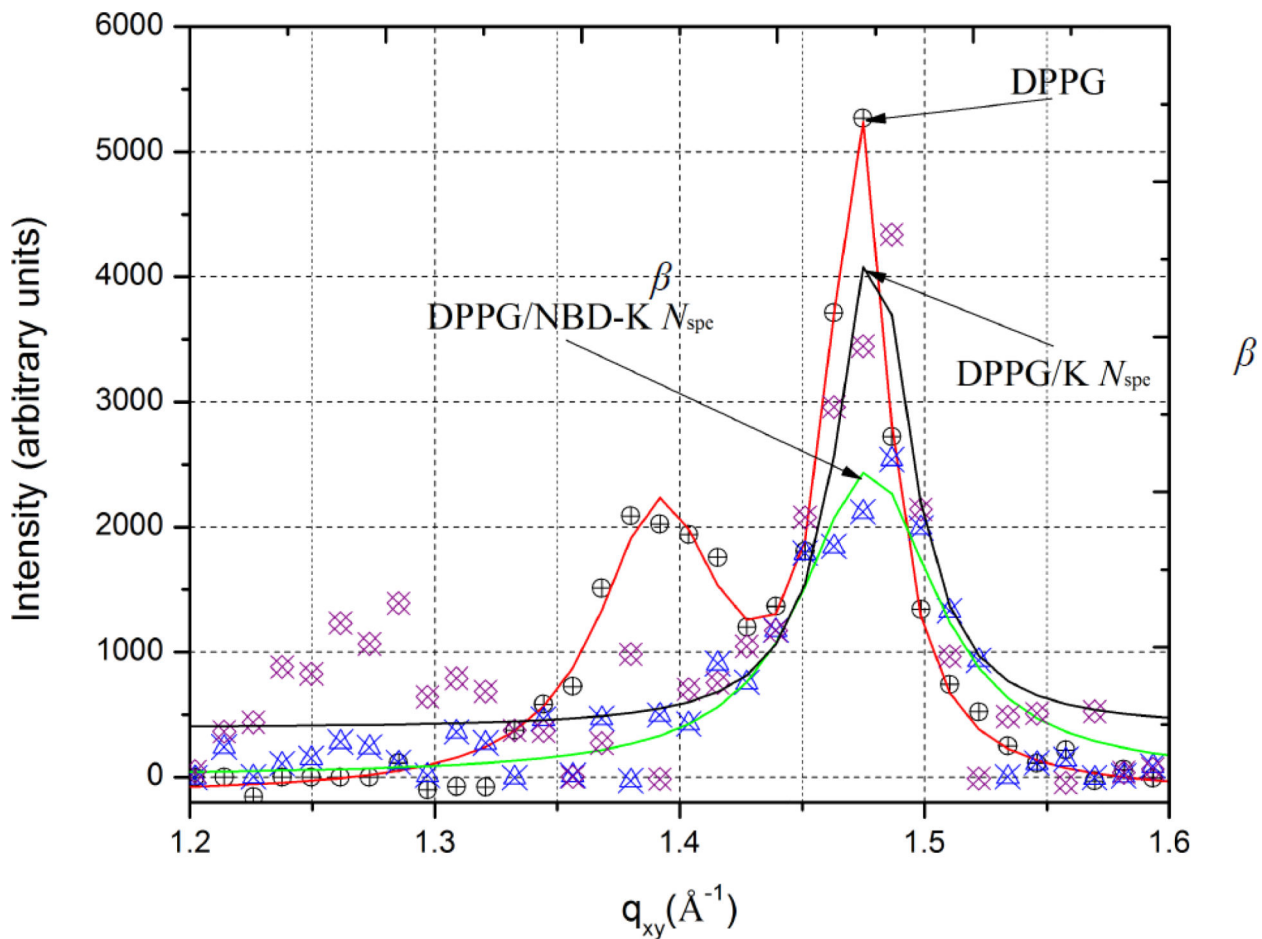 6000
5000
4000
3000
2000
1000
0
Intensity (arbitrary units)
DPPG
β
DPPG/NBD-K Nspe
DPPG/K Nspe
β
1.2 1.3 1.4 1.5 1.6
qxy(Å-1)